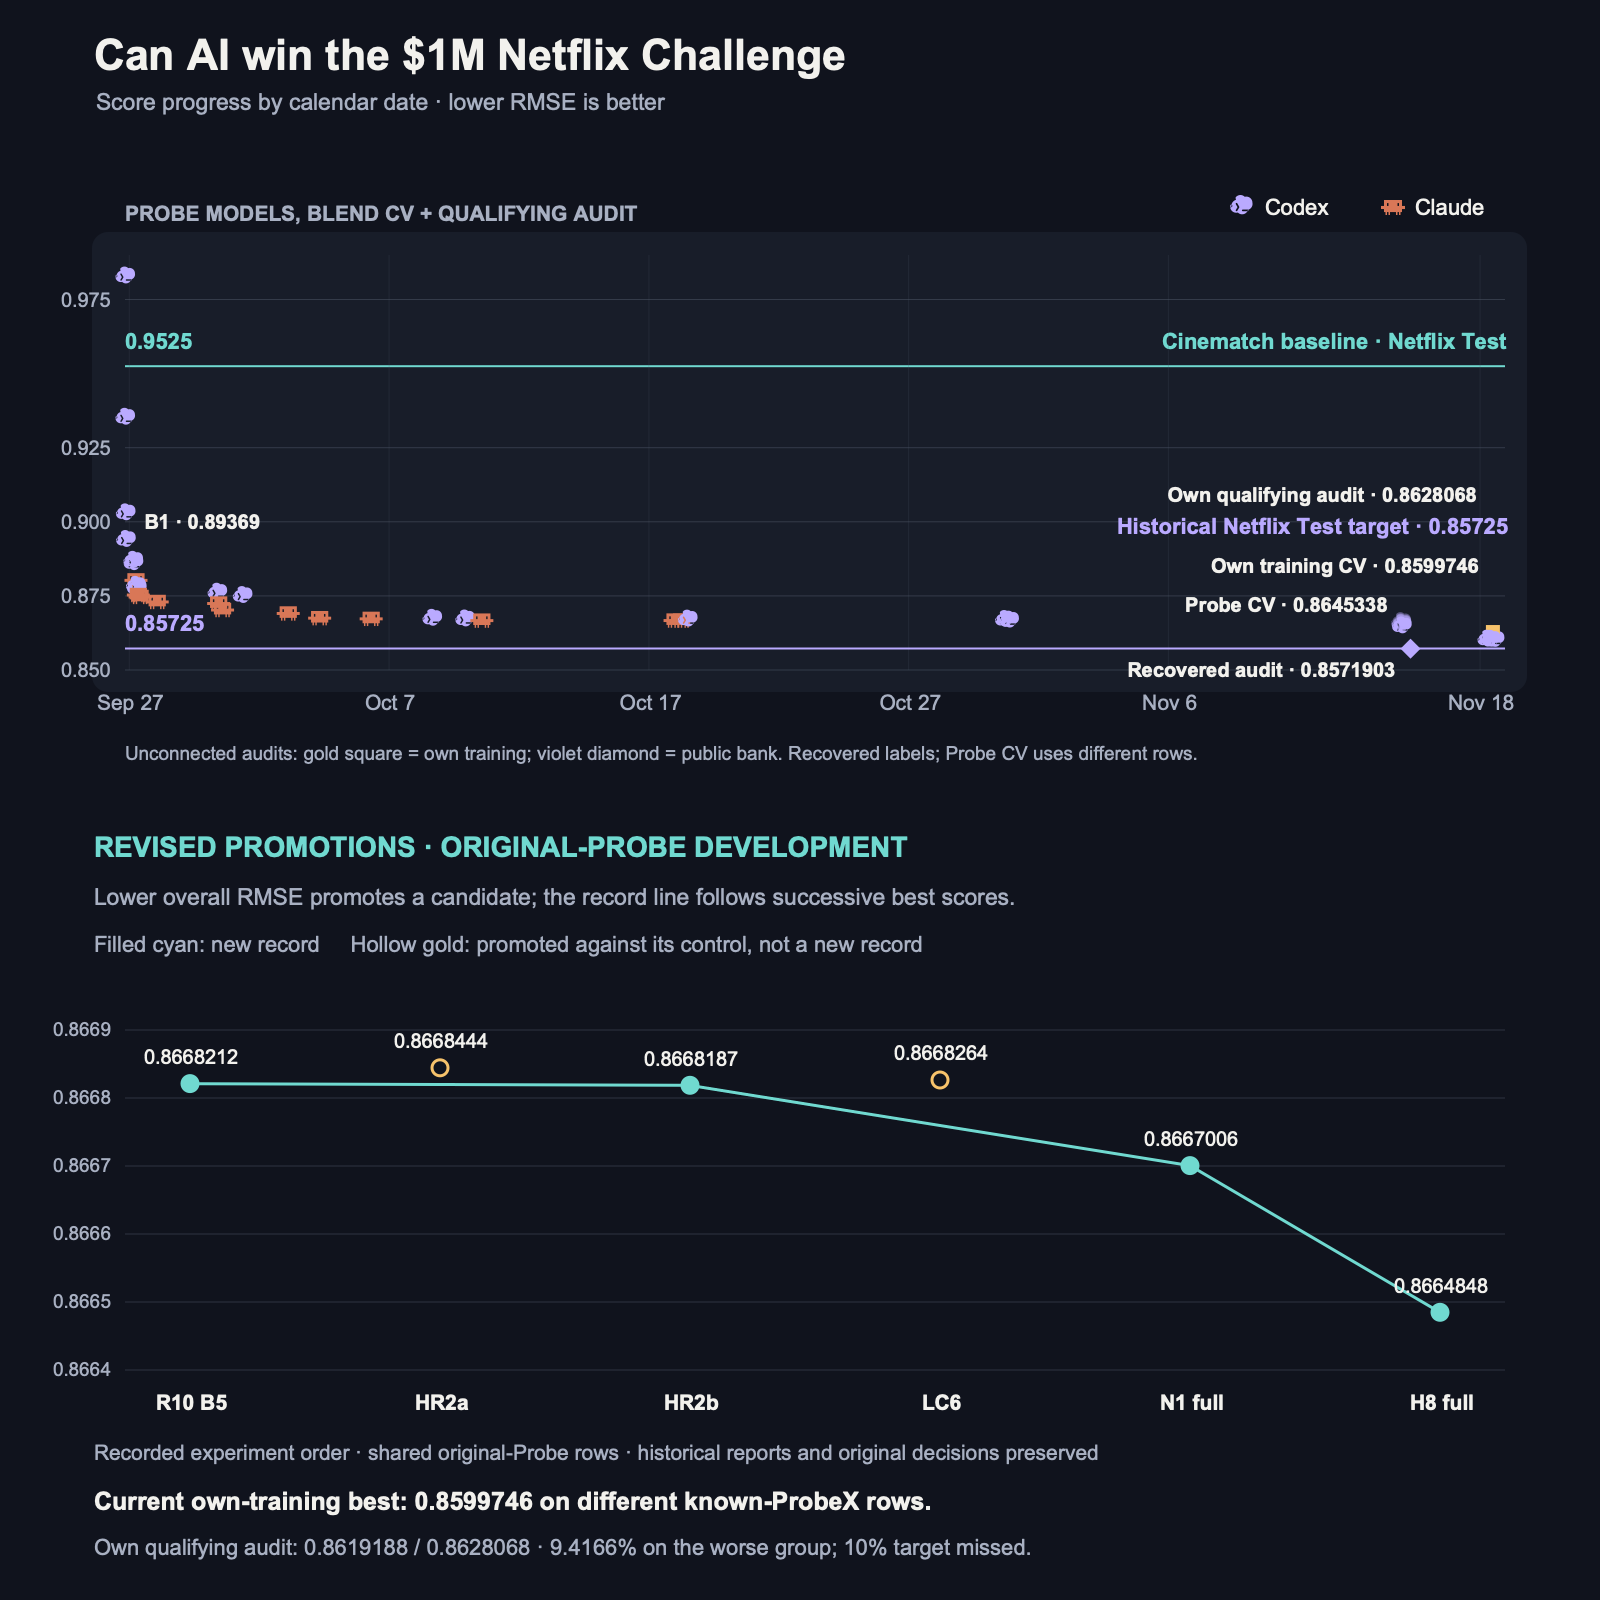 Can AI win the $1M Netflix Challenge
Score progress by calendar date · lower RMSE is better
PROBE MODELS, BLEND CV + QUALIFYING AUDIT
Codex
Claude
0.975
0.9525
Cinematch baseline · Netflix Test
0.925
Own qualifying audit · 0.8628068
0.900
B1 · 0.89369
Historical Netflix Test target · 0.85725
Own training CV · 0.8599746
0.875
Probe CV · 0.8645338
0.85725
0.850
Recovered audit · 0.8571903
Sep 27
Oct 7
Oct 17
Oct 27
Nov 6
Nov 18
Unconnected audits: gold square = own training; violet diamond = public bank. Recovered labels; Probe CV uses different rows.
REVISED PROMOTIONS · ORIGINAL-PROBE DEVELOPMENT
Lower overall RMSE promotes a candidate; the record line follows successive best scores.
Filled cyan: new record
Hollow gold: promoted against its control, not a new record
0.8669
0.8668212
0.8668444
0.8668187
0.8668264
0.8668
0.8667006
0.8667
0.8666
0.8664848
0.8665
0.8664
R10 B5
HR2a
HR2b
LC6
N1 full
H8 full
Recorded experiment order · shared original-Probe rows · historical reports and original decisions preserved
Current own-training best: 0.8599746 on different known-ProbeX rows.
Own qualifying audit: 0.8619188 / 0.8628068 · 9.4166% on the worse group; 10% target missed.